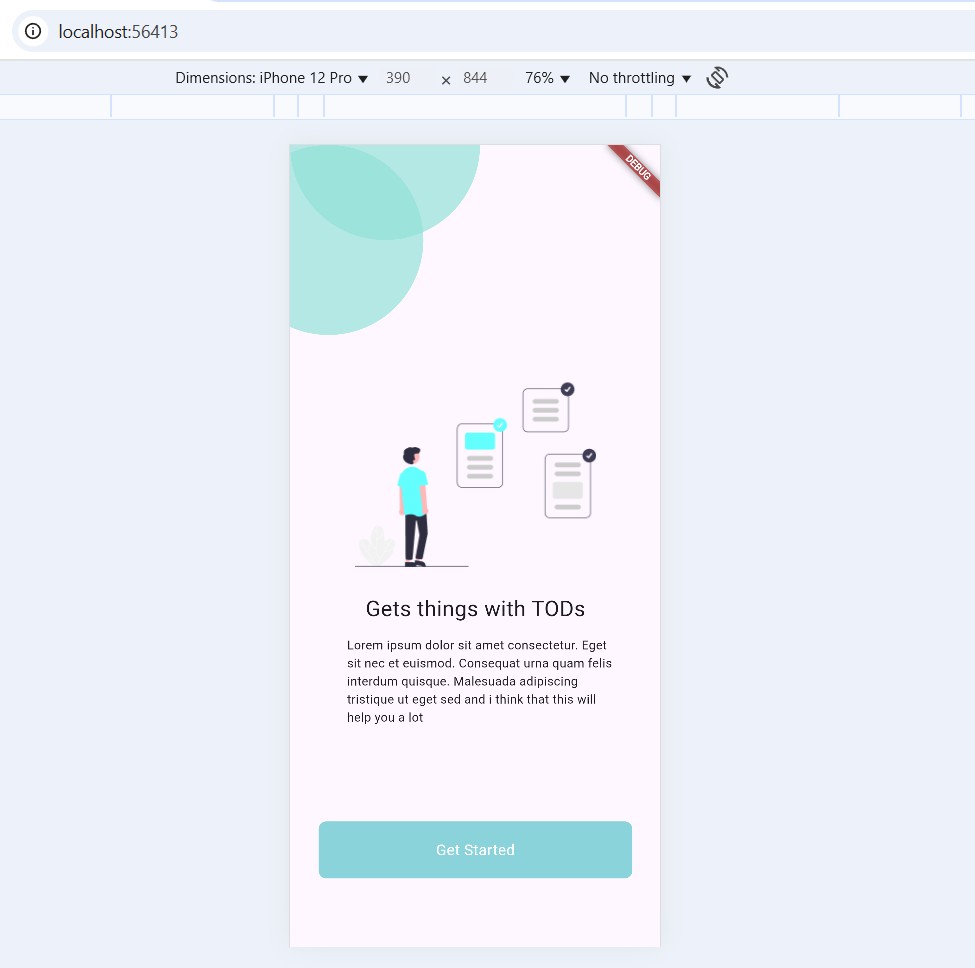 localhost:56413
Dimensions: iPhone 12 Pro ▼ 390 × 844 76% ▼ No throttling ▼
DEBUG
Gets things with TODs
Lorem ipsum dolor sit amet consectetur. Eget
sit nec et euismod. Consequat urna quam felis
interdum quisque. Malesuada adipiscing
tristique ut eget sed and i think that this will
help you a lot
Get Started